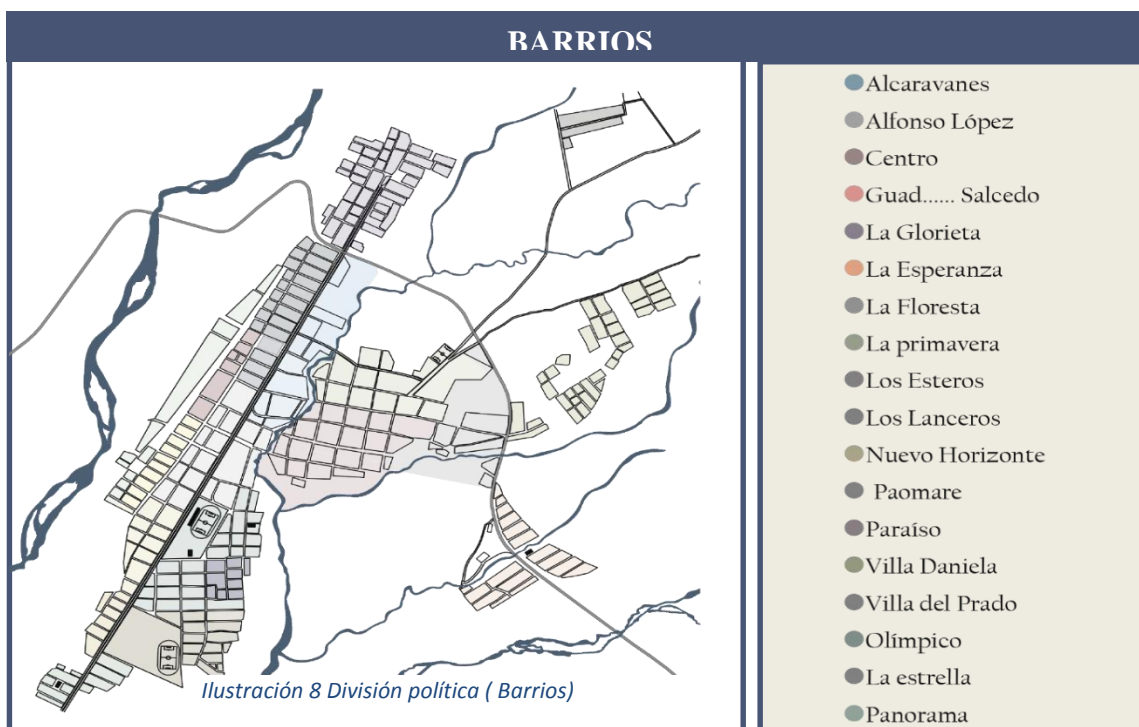 BARRIOS
Alcaravanes
Alfonso López
Centro
Guad...... Salcedo
La Glorieta
La Esperanza
La Floresta
La primavera
Los Esteros
Los Lanceros
Nuevo Horizonte
Paomare
Paraíso
Villa Daniela
Villa del Prado
Olímpico
La estrella
Panorama
Ilustración 8 División política ( Barrios)